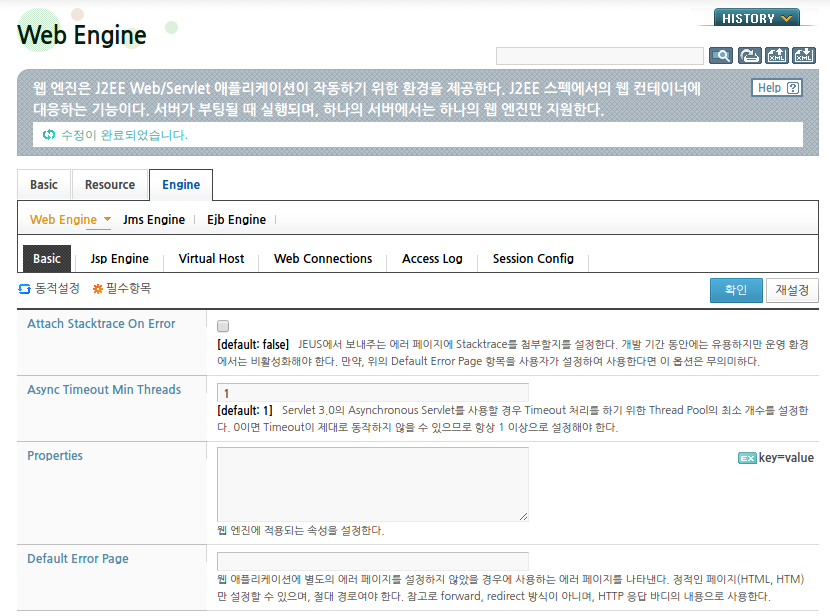 Web Engine
HISTORY
웹 엔진은 J2EE Web/Servlet 애플리케이션이 작동하기 위한 환경을 제공한다. J2EE 스펙에서의 웹 컨테이너에
대응하는 기능이다. 서버가 부팅될 때 실행되며, 하나의 서버에서는 하나의 웹 엔진만 지원한다.
Help ?
수정이 완료되었습니다.
Basic Resource Engine
Web Engine Jms Engine Ejb Engine
Basic Jsp Engine Virtual Host Web Connections Access Log Session Config
동적설정 필수항목 확인 재설정
Attach Stacktrace On Error
[default: false] JEUS에서 보내주는 에러 페이지에 Stacktrace를 첨부할지를 설정한다. 개발 기간 동안에는 유용하지만 운영 환경
에서는 비활성화해야 한다. 만약, 위의 Default Error Page 항목을 사용자가 설정하여 사용한다면 이 옵션은 무의미하다.
Async Timeout Min Threads
1
[default: 1] Servlet 3.0의 Asynchronous Servlet를 사용할 경우 Timeout 처리를 하기 위한 Thread Pool의 최소 개수를 설정한
다. 0이면 Timeout이 제대로 동작하지 않을 수 있으므로 항상 1 이상으로 설정해야 한다.
Properties
EX key=value
웹 엔진에 적용되는 속성을 설정한다.
Default Error Page
웹 애플리케이션에 별도의 에러 페이지를 설정하지 않았을 경우에 사용하는 에러 페이지를 나타낸다. 정적인 페이지(HTML, HTM)
만 설정할 수 있으며, 절대 경로여야 한다. 참고로 forward, redirect 방식이 아니며, HTTP 응답 바디의 내용으로 사용한다.